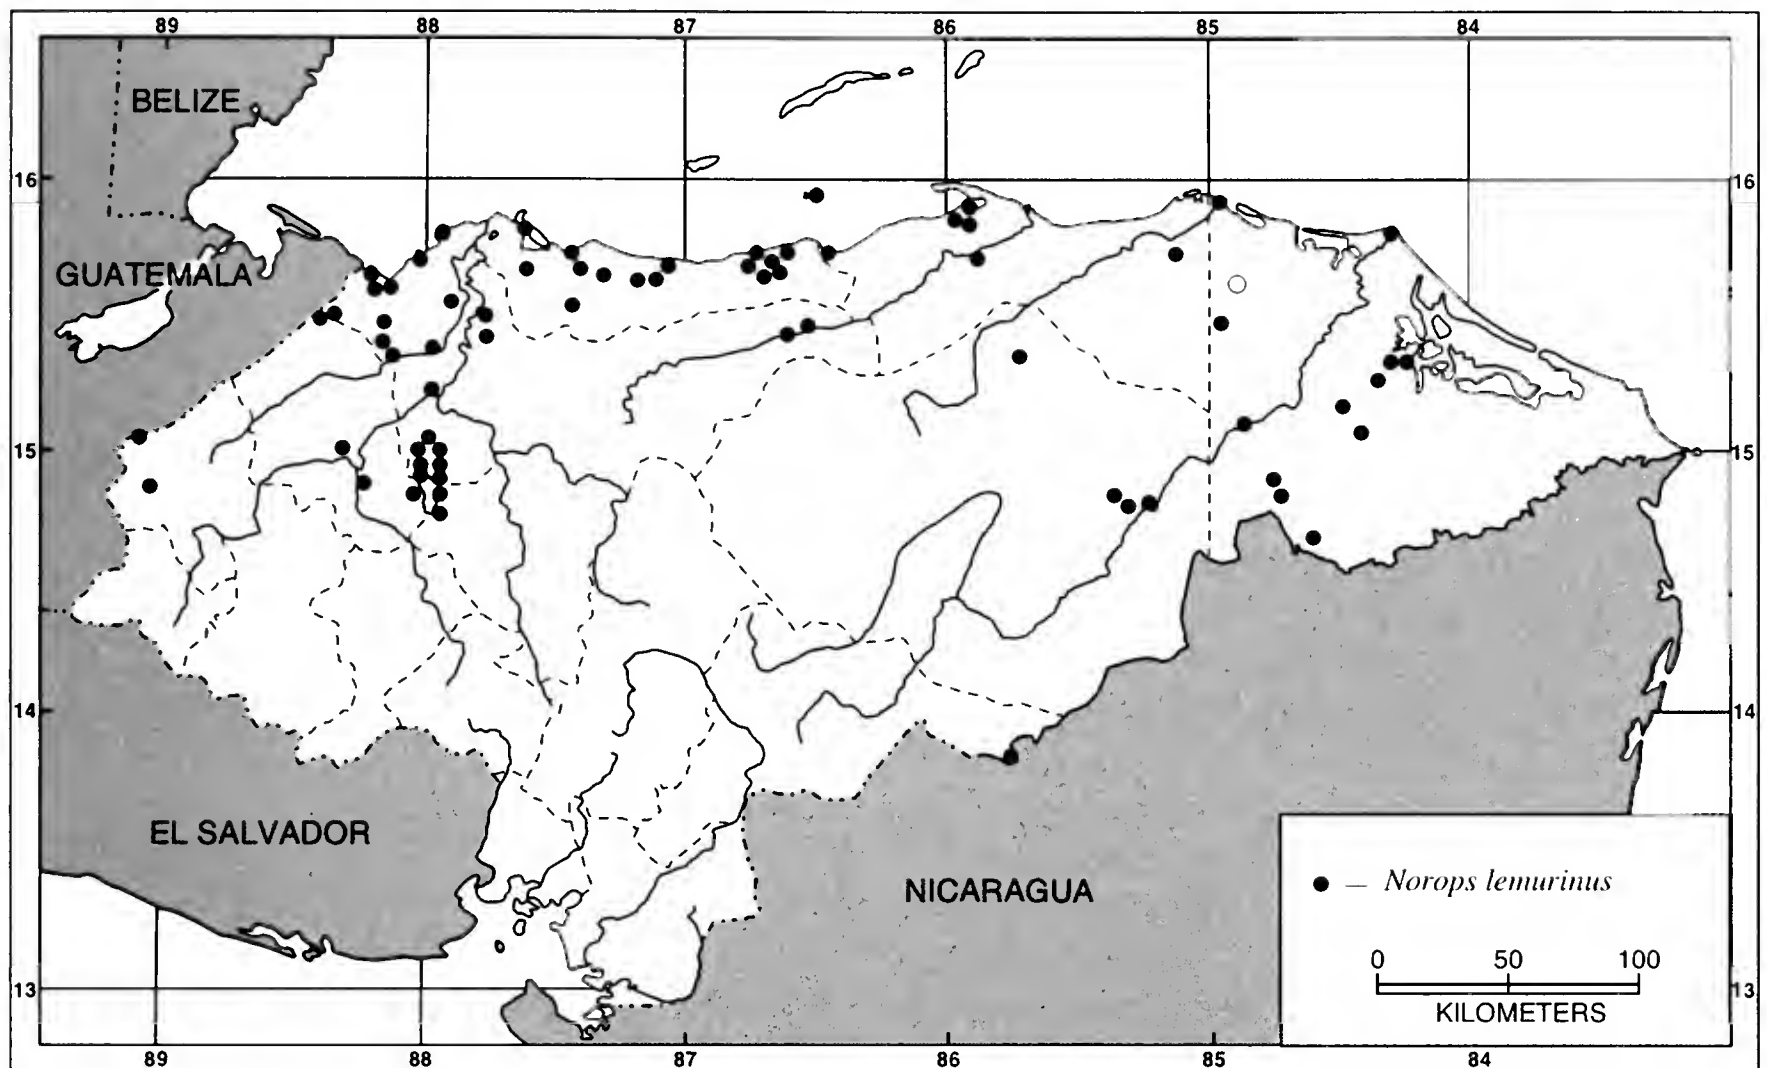 89 88 87 86 85 84
BELIZE
16 16
GUATEMALA
15 15
14 14
EL SALVADOR
NICARAGUA
● — Norops lemurinus
0 50 100
KILOMETERS
13 13
89 88 87 86 85 84